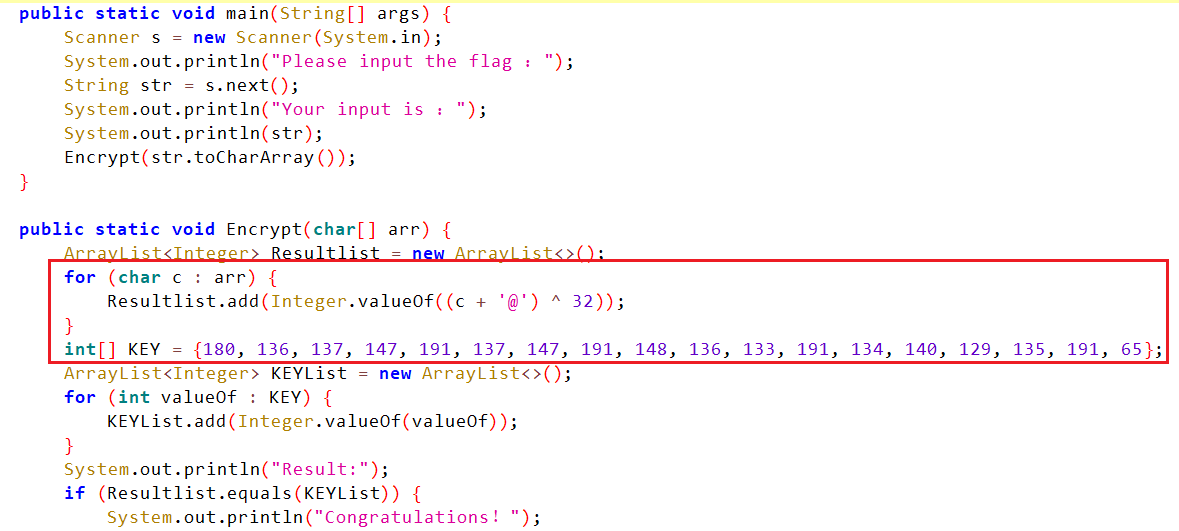 public static void main(String[] args) {
Scanner s = new Scanner(System.in);
System.out.println("Please input the flag : ");
String str = s.next();
System.out.println("Your input is : ");
System.out.println(str);
Encrypt(str.toCharArray());
}
public static void Encrypt(char[] arr) {
ArrayList<Integer> Resultlist = new ArrayList<>();
for (char c : arr) {
Resultlist.add(Integer.valueOf((c + '@') ^ 32));
}
int[] KEY = {180, 136, 137, 147, 191, 137, 147, 191, 148, 136, 133, 191, 134, 140, 129, 135, 191, 65};
ArrayList<Integer> KEYList = new ArrayList<>();
for (int valueOf : KEY) {
KEYList.add(Integer.valueOf(valueOf));
}
System.out.println("Result:");
if (Resultlist.equals(KEYList)) {
System.out.println("Congratulations！");